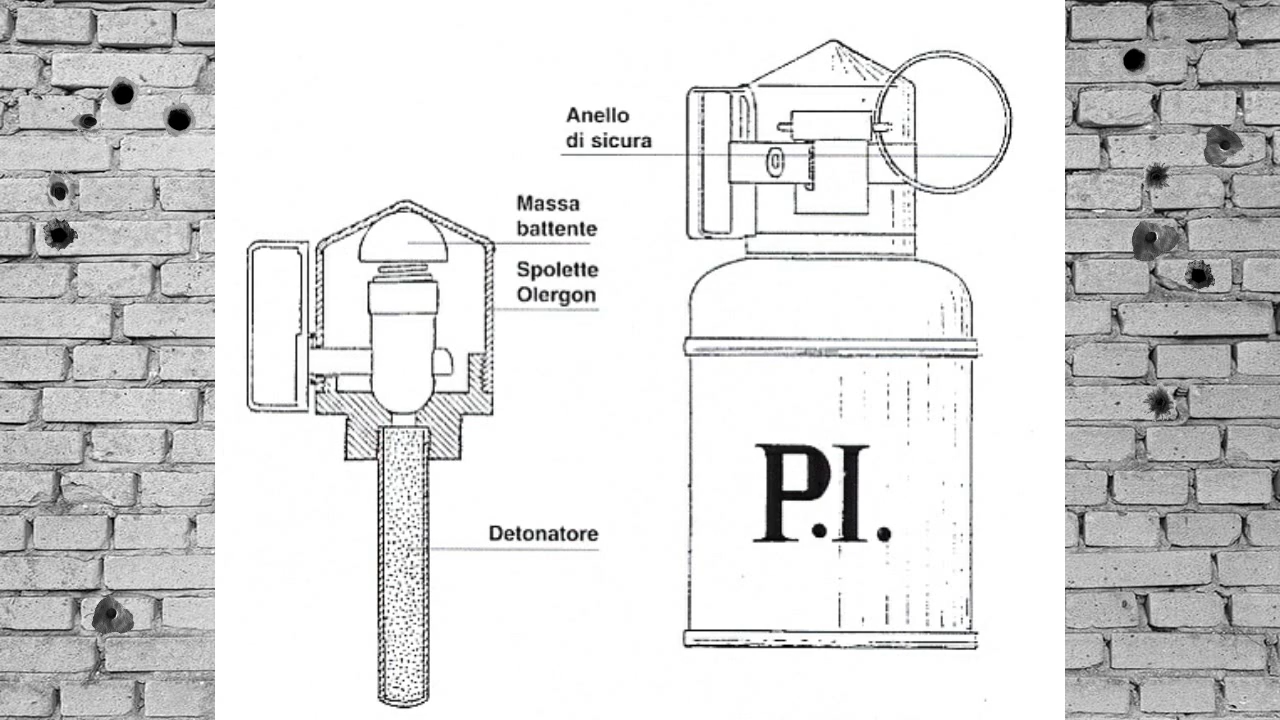 Anello
di sicura
Massa
battente
Spolette
Olergon
Detonatore
P.I.